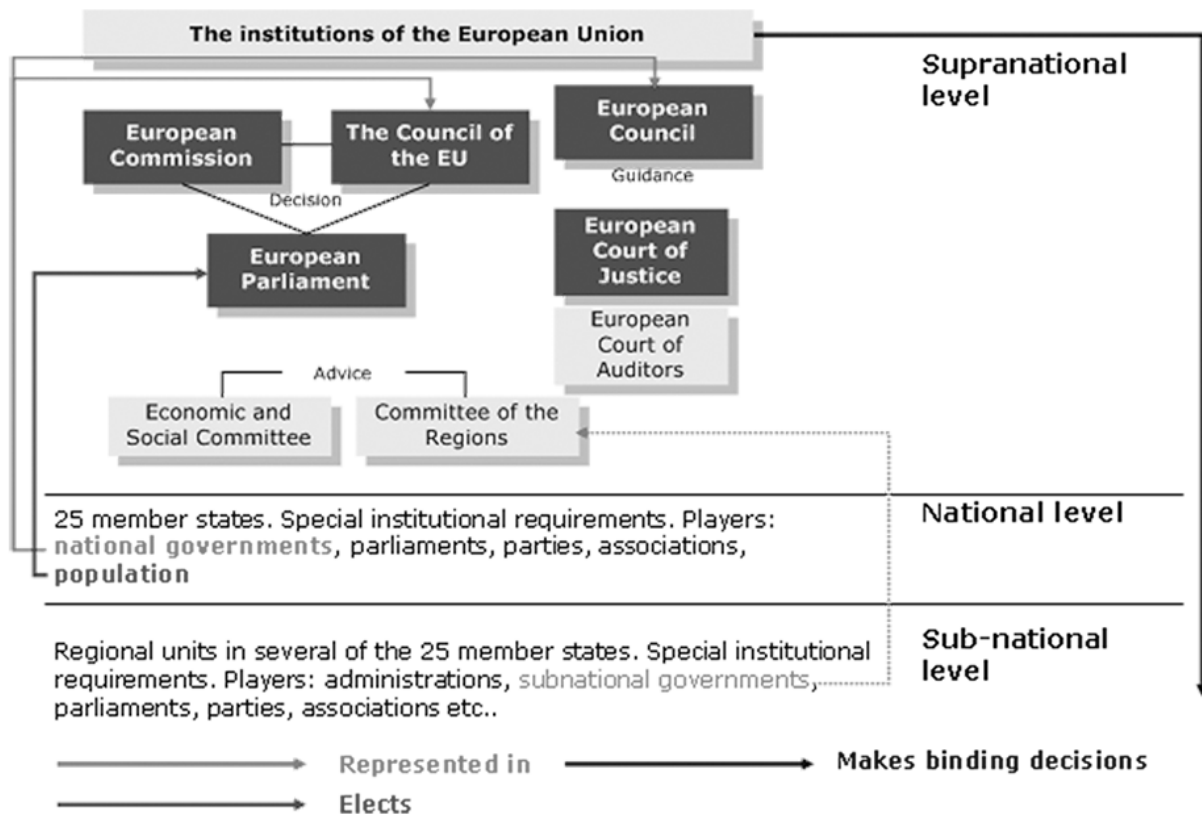 The institutions of the European Union
Supranational
level
European
Commission
The Council of
the EU
European
Council
Guidance
Decision
European
Parliament
European
Court of
Justice
European
Court of
Auditors
Advice
Economic and
Social Committee
Committee of the
Regions
National level
25 member states. Special institutional requirements. Players:
national governments, parliaments, parties, associations,
population
Sub-national
level
Regional units in several of the 25 member states. Special institutional
requirements. Players: administrations, subnational governments,
parliaments, parties, associations etc..
Represented in
Makes binding decisions
Elects